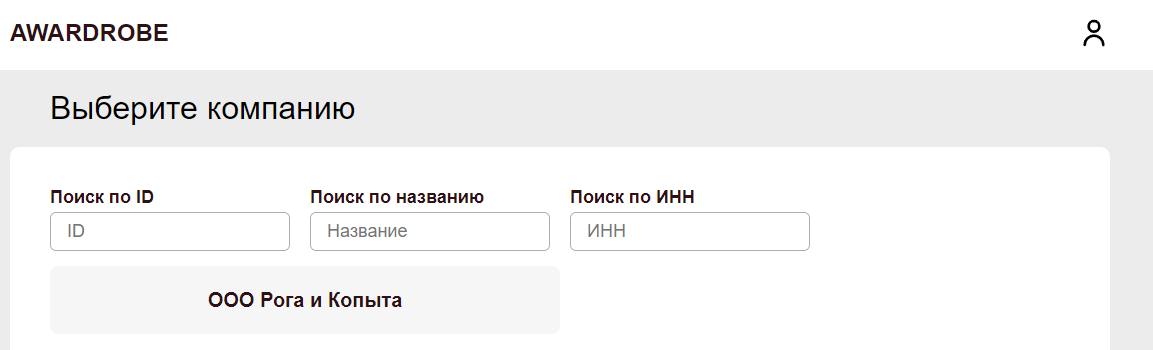 AWARDROBE
Выберите компанию
Поиск по ID Поиск по названию Поиск по ИНН
ID Название ИНН
ООО Рога и Копыта